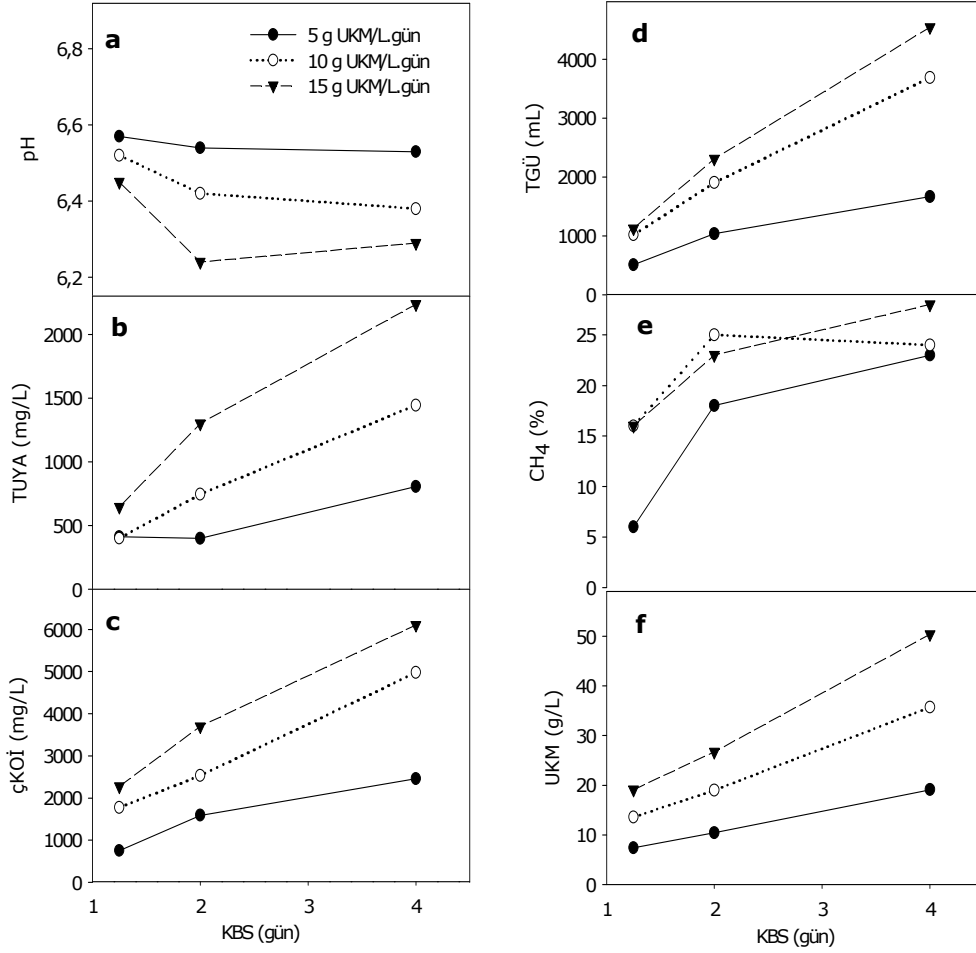 a
5 g UKM/L.gün
10 g UKM/L.gün
15 g UKM/L.gün
6,8
6,6
6,4
6,2
pH
b
2000
1500
1000
500
0
TUYA (mg/L)
c
6000
5000
4000
3000
2000
1000
0
çKOİ (mg/L)
1 2 3 4
KBS (gün)
d
4000
3000
2000
1000
0
TGÜ (mL)
e
25
20
15
10
5
0
CH4 (%)
f
50
40
30
20
10
0
UKM (g/L)
1 2 3 4
KBS (gün)